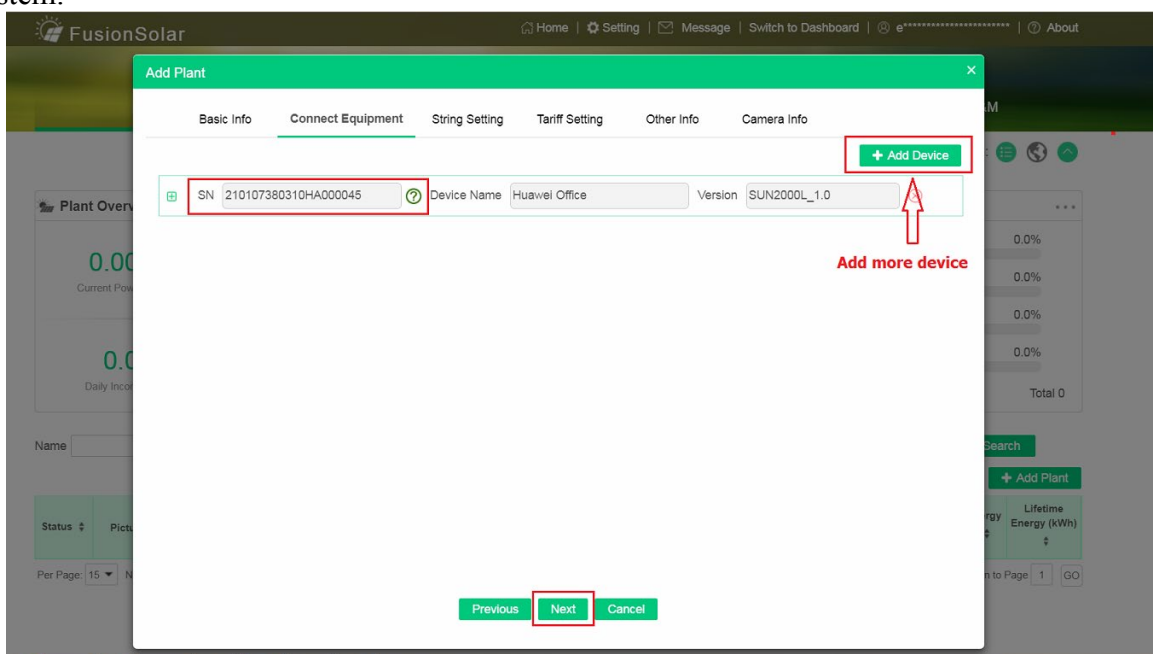 stem.
FusionSolar
Home | Setting | Message | Switch to Dashboard | e*********************** | About
Add Plant ×
Basic Info Connect Equipment String Setting Tariff Setting Other Info Camera Info
+ Add Device
SN 210107380310HA000045 ? Device Name Huawei Office Version SUN2000L_1.0
Plant Overv
...
0.00
Current Pow
0.0%
0.0%
0.0%
0.0%
Add more device
0.0
Daily Incom
Total 0
Name
Search
+ Add Plant
Status Pictu
rgy
Lifetime
Energy (kWh)
Per Page: 15 N
n to Page 1 GO
Previous Next Cancel